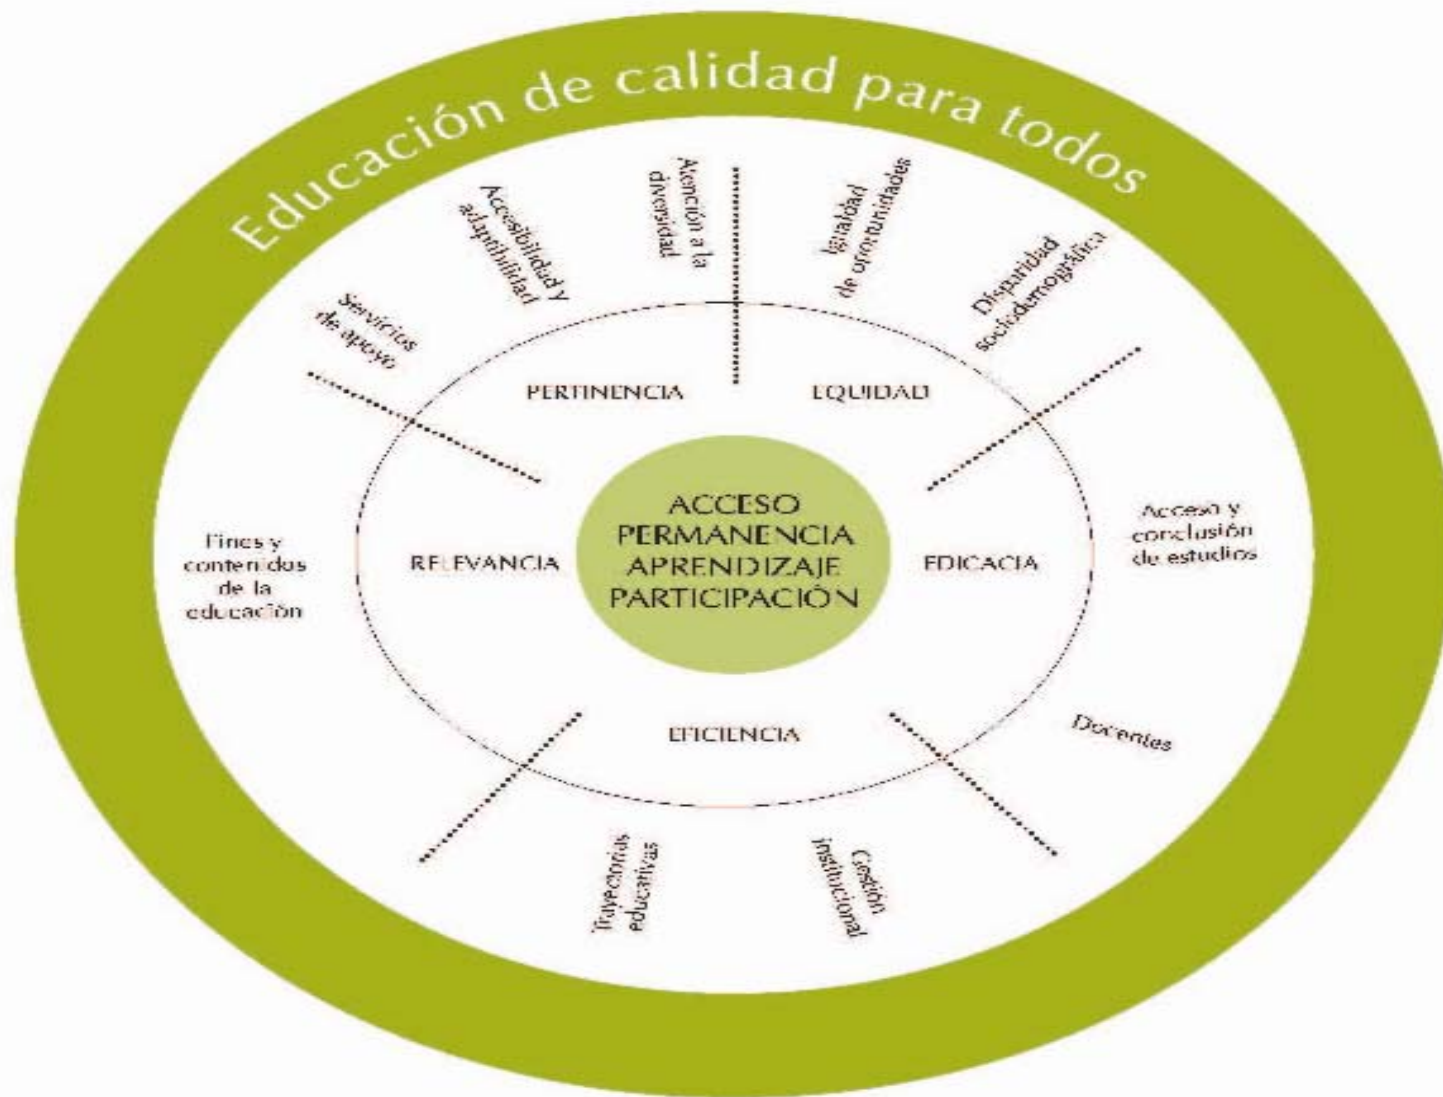 Educación de calidad para todos
Servicios
de apoyo
Accesibilidad y
adaptibilidad
Atención a la
diversidad
Igualdad
de oportunidades
Disparidad
sociodemográfica
PERTINENCIA
EQUIDAD
ACCESO
PERMANENCIA
APRENDIZAJE
PARTICIPACIÓN
Fines y
contenidos
de la
educación
RELEVANCIA
EDICACIA
Acceso y
conclusión
de estudios
EFICIENCIA
Docentes
Trayectorias
educativas
Gestión
institucional